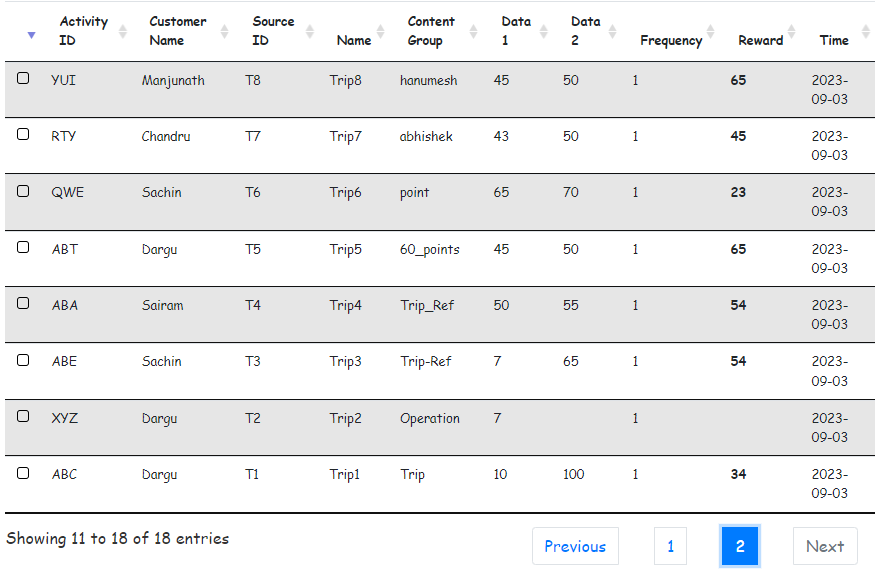 Activity ID Customer Name Source ID Name Content Group Data 1 Data 2 Frequency Reward Time
YUI Manjunath T8 Trip8 hanumesh 45 50 1 65 2023-09-03
RTY Chandru T7 Trip7 abhishek 43 50 1 45 2023-09-03
QWE Sachin T6 Trip6 point 65 70 1 23 2023-09-03
ABT Dargu T5 Trip5 60_points 45 50 1 65 2023-09-03
ABA Sairam T4 Trip4 Trip_Ref 50 55 1 54 2023-09-03
ABE Sachin T3 Trip3 Trip-Ref 7 65 1 54 2023-09-03
XYZ Dargu T2 Trip2 Operation 7 1 2023-09-03
ABC Dargu T1 Trip1 Trip 10 100 1 34 2023-09-03
Showing 11 to 18 of 18 entries Previous 1 2 Next